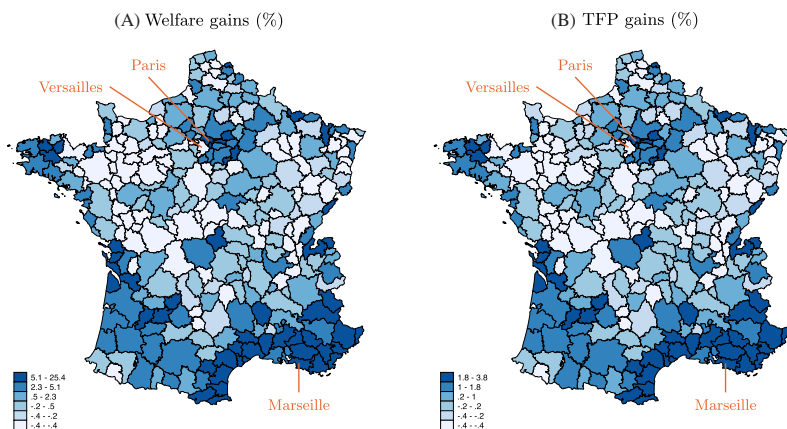 (A) Welfare gains (%)
Paris
Versailles
Marseille
5.1 - 25.4
2.3 - 5.1
.5 - 2.3
-.2 - .5
-.4 - -.2
-.4 - -.4
(B) TFP gains (%)
Paris
Versailles
Marseille
1.8 - 3.8
1 - 1.8
.2 - 1
-.2 - .2
-.4 - -.2
-.4 - -.4